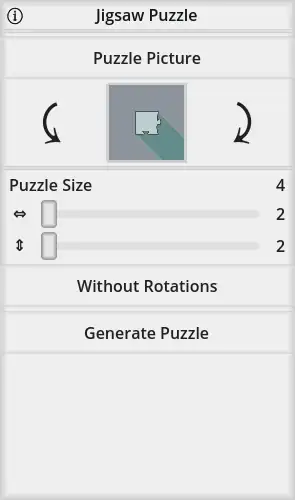 Jigsaw Puzzle
Puzzle Picture
Puzzle Size 4
2
2
Without Rotations
Generate Puzzle